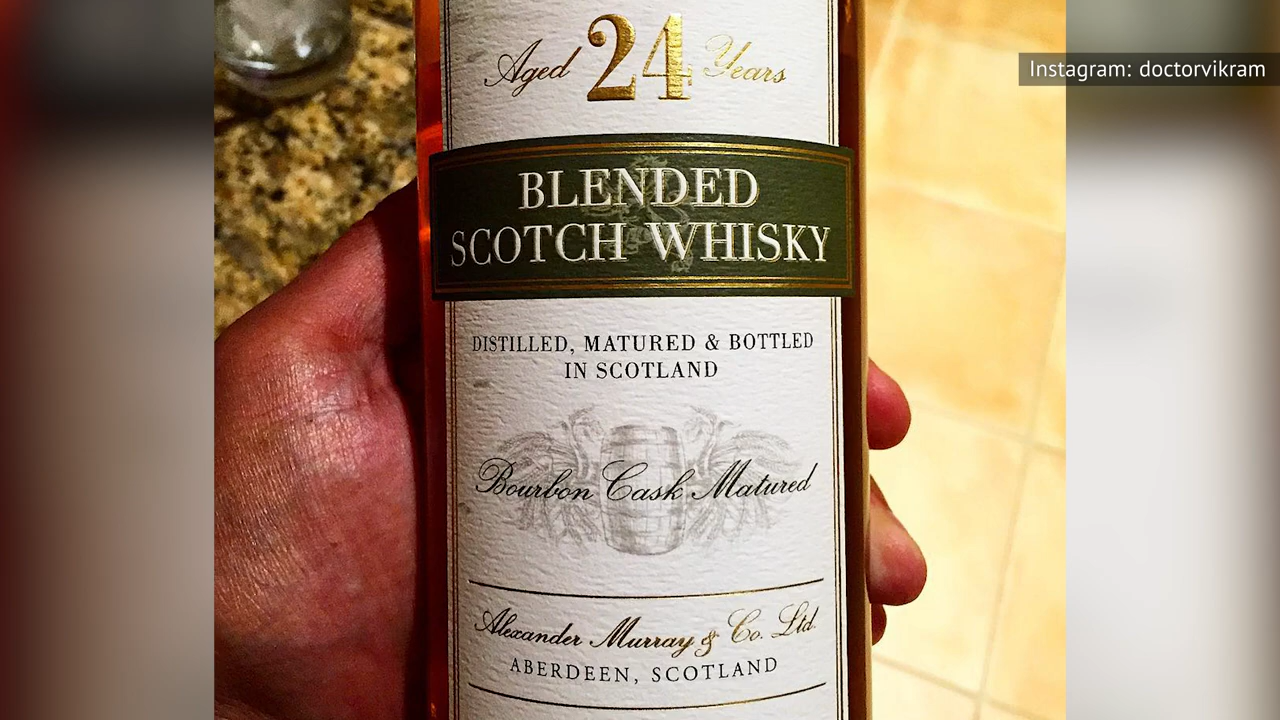 Instagram: doctorvikram
Aged 24 Years
BLENDED
SCOTCH WHISKY
DISTILLED, MATURED & BOTTLED
IN SCOTLAND
Bourbon Cask Matured
Alexander Murray & Co. Ltd.
ABERDEEN, SCOTLAND